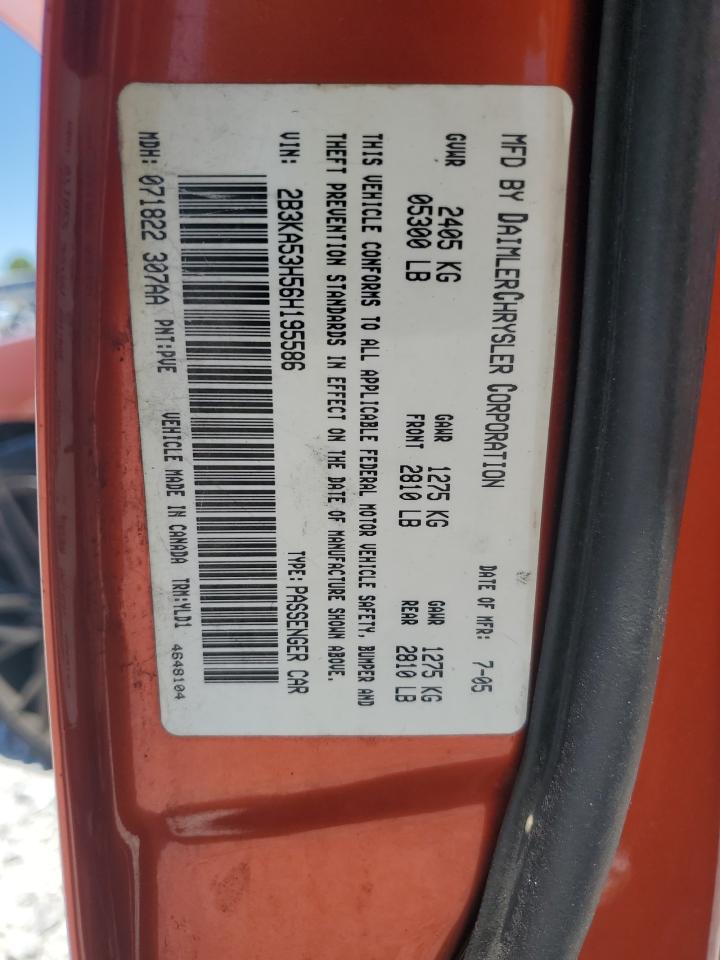 MFD BY DAIMLERCHRYSLER CORPORATION DATE OF MFR: 7-05
GVWR 2405 KG GAWR 1275 KG GAWR 1275 KG
05300 LB FRONT 2810 LB REAR 2810 LB
THIS VEHICLE CONFORMS TO ALL APPLICABLE FEDERAL MOTOR VEHICLE SAFETY, BUMPER AND
THEFT PREVENTION STANDARDS IN EFFECT ON THE DATE OF MANUFACTURE SHOWN ABOVE.
VIN: 2B3KA53H56H195586 TYPE: PASSENGER CAR
MDH: 071822 307AA PNT:PVE VEHICLE MADE IN CANADA TRM:YLD1
4648104